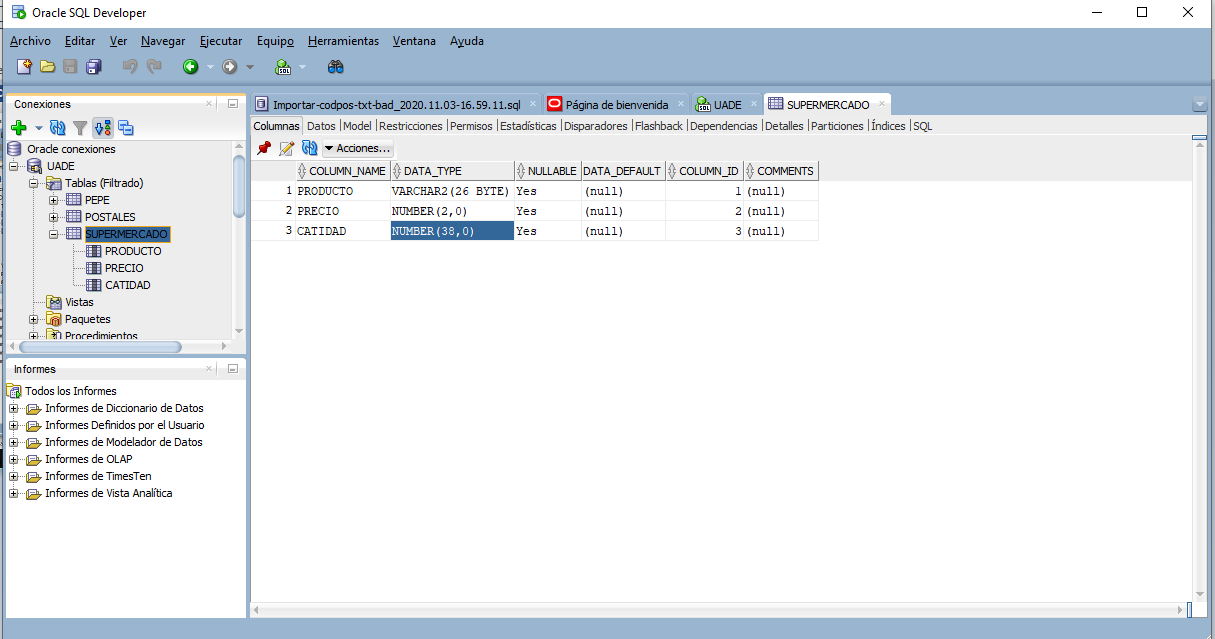 Oracle SQL Developer
Archivo Editar Ver Navegar Ejecutar Equipo Herramientas Ventana Ayuda
Conexiones
Oracle conexiones
UADE
Tablas (Filtrado)
PEPE
POSTALES
SUPERMERCADO
PRODUCTO
PRECIO
CATIDAD
Vistas
Paquetes
Procedimientos
Informes
Todos los Informes
Informes de Diccionario de Datos
Informes Definidos por el Usuario
Informes de Modelador de Datos
Informes de OLAP
Informes de TimesTen
Informes de Vista Analítica
Importar-codpos-txt-bad_2020.11.03-16.59.11.sql Página de bienvenida UADE SUPERMERCADO
Columnas Datos Model Restricciones Permisos Estadísticas Disparadores Flashback Dependencias Detalles Particiones Índices SQL
Acciones...
COLUMN_NAME DATA_TYPE NULLABLE DATA_DEFAULT COLUMN_ID COMMENTS
1 PRODUCTO VARCHAR2(26 BYTE) Yes (null) 1 (null)
2 PRECIO NUMBER(2,0) Yes (null) 2 (null)
3 CATIDAD NUMBER(38,0) Yes (null) 3 (null)